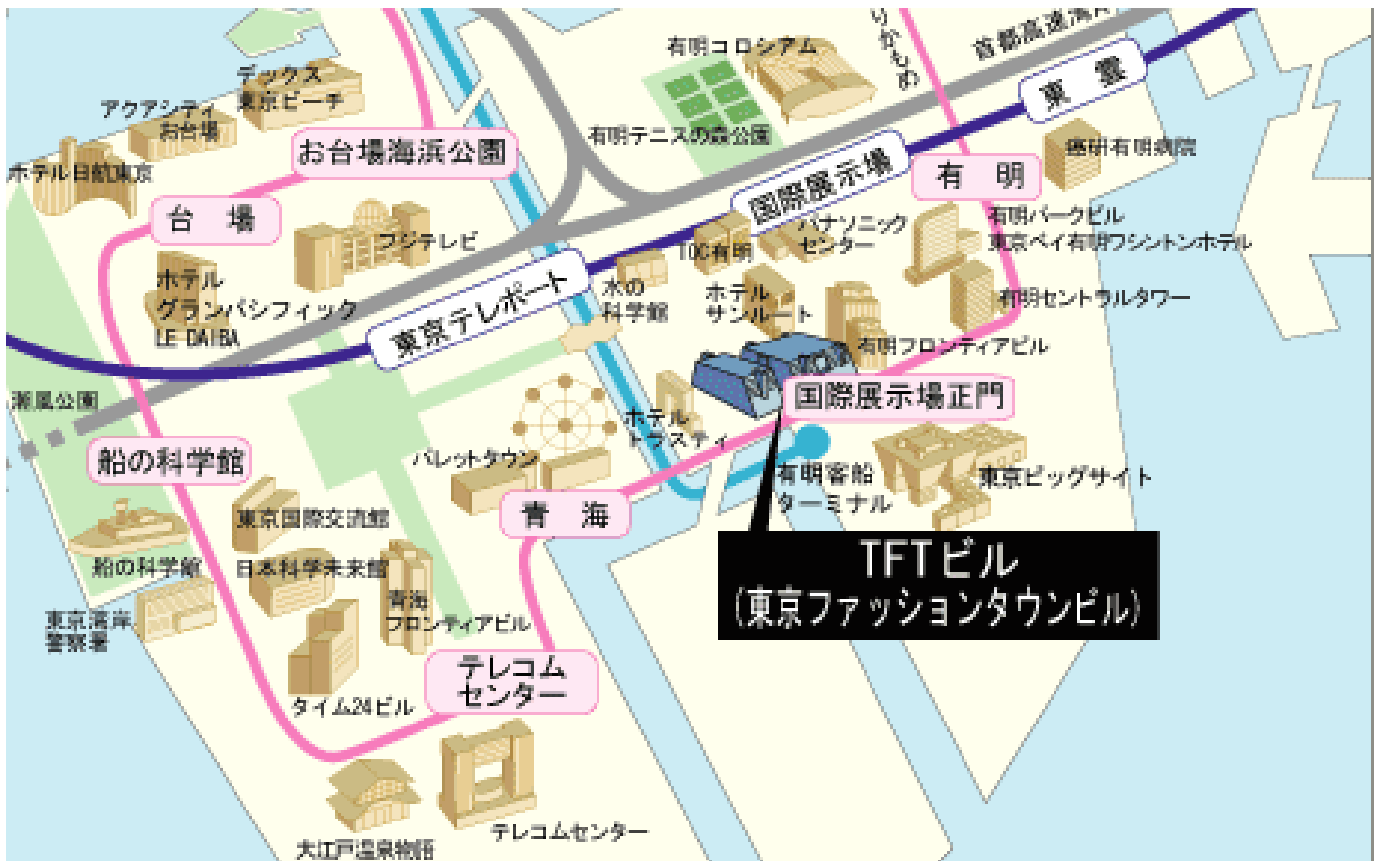 デックス
東京ビーチ
アクアシティ
お台場
ホテル日航東京
お台場海浜公園
台場
フジテレビ
ホテル
グランパシフィック
LE DAIBA
東京テレポート
潮風公園
船の科学館
船の科学館
東京湾岸
警察署
東京国際交流館
日本科学未来館
青海
フロンティアビル
タイム24ビル
テレコム
センター
大江戸温泉物語
テレコムセンター
パレットタウン
青海
有明コロシアム
有明テニスの森公園
りかもめ
首都高速湾岸
東雲
国際展示場
有明
癌研有明病院
有明パークビル
東京ベイ有明ワシントンホテル
パナソニック
センター
TOC有明
水の
科学館
ホテル
サンルート
有明セントラルタワー
有明フロンティアビル
国際展示場正門
ホテル
トラスティ
有明客船
ターミナル
東京ビッグサイト
TFTビル
(東京ファッションタウンビル)